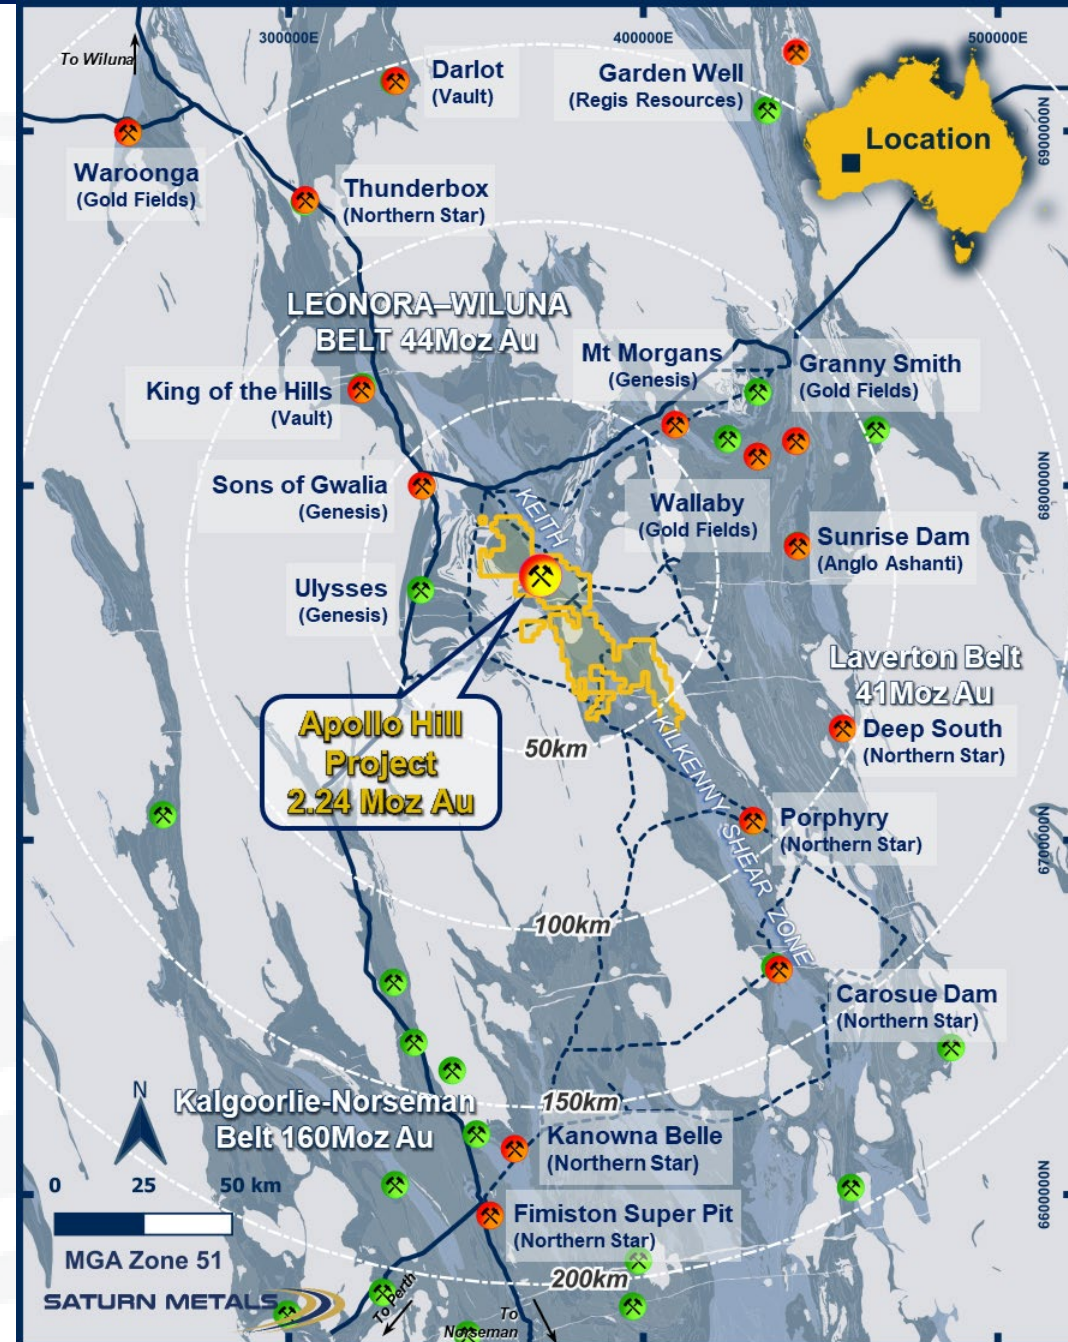 300000E
400000E
500000E
To Wiluna
Darlot
(Vault)
Garden Well
(Regis Resources)
6900000N
Location
Waroonga
(Gold Fields)
Thunderbox
(Northern Star)
LEONORA–WILUNA
BELT 44Moz Au
Mt Morgans
(Genesis)
Granny Smith
(Gold Fields)
King of the Hills
(Vault)
Sons of Gwalia
(Genesis)
KEITH
Wallaby
(Gold Fields)
6800000N
Sunrise Dam
(Anglo Ashanti)
Ulysses
(Genesis)
Laverton Belt
41Moz Au
Apollo Hill
Project
2.24 Moz Au
50km
KILKENNY SHEAR ZONE
Deep South
(Northern Star)
Porphyry
(Northern Star)
6700000N
100km
Carosue Dam
(Northern Star)
N
Kalgoorlie-Norseman
Belt 160Moz Au
150km
Kanowna Belle
(Northern Star)
6600000N
0 25 50 km
Fimiston Super Pit
(Northern Star)
MGA Zone 51
200km
SATURN METALS
To Perth
To
Norseman